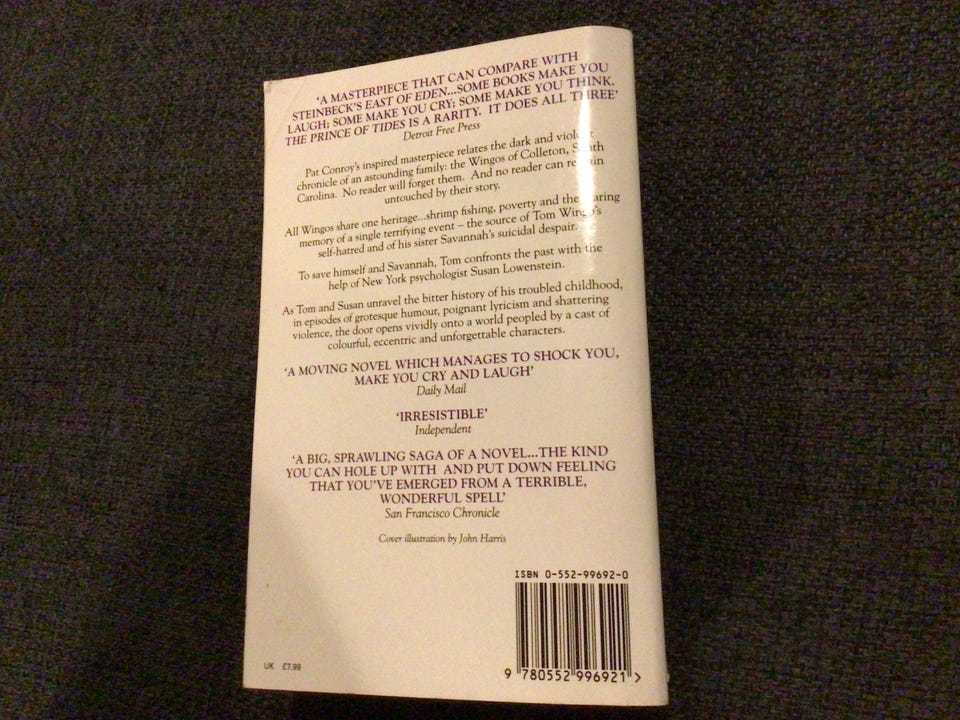 'A MASTERPIECE THAT CAN COMPARE WITH
STEINBECK'S EAST OF EDEN...SOME BOOKS MAKE YOU
LAUGH; SOME MAKE YOU CRY; SOME MAKE YOU THINK.
THE PRINCE OF TIDES IS A RARITY. IT DOES ALL THREE'
Detroit Free Press
Pat Conroy's inspired masterpiece relates the dark and violent
chronicle of an astounding family: the Wingos of Colleton, South
Carolina. No reader will forget them. And no reader can remain
untouched by their story.
All Wingos share one heritage...shrimp fishing, poverty and the searing
memory of a single terrifying event – the source of Tom Wingo's
self-hatred and of his sister Savannah's suicidal despair.
To save himself and Savannah, Tom confronts the past with the
help of New York psychologist Susan Lowenstein.
As Tom and Susan unravel the bitter history of his troubled childhood,
in episodes of grotesque humour, poignant lyricism and shattering
violence, the door opens vividly onto a world peopled by a cast of
colourful, eccentric and unforgettable characters.
'A MOVING NOVEL WHICH MANAGES TO SHOCK YOU,
MAKE YOU CRY AND LAUGH'
Daily Mail
'IRRESISTIBLE'
Independent
'A BIG, SPRAWLING SAGA OF A NOVEL...THE KIND
YOU CAN HOLE UP WITH AND PUT DOWN FEELING
THAT YOU'VE EMERGED FROM A TERRIBLE,
WONDERFUL SPELL'
San Francisco Chronicle
Cover illustration by John Harris
ISBN 0-552-99692-0
UK £7.99
9 780552 996921 >